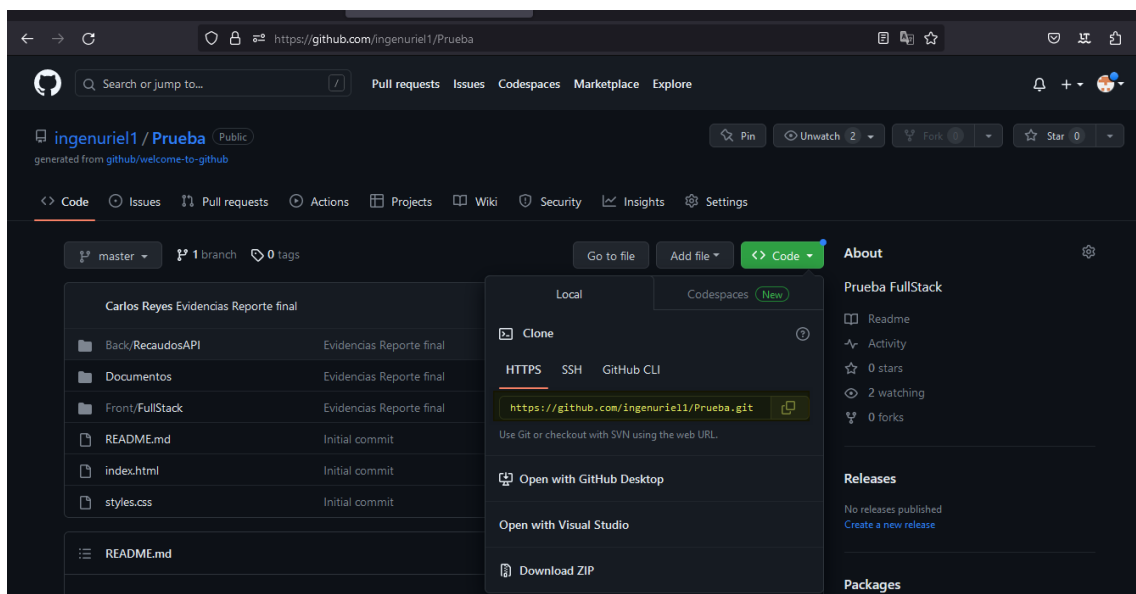 https://github.com/ingenuriel1/Prueba
Search or jump to... /
Pull requests Issues Codespaces Marketplace Explore
ingenuriel1 / Prueba Public
Pin Unwatch 2 Fork 0 Star 0
generated from github/welcome-to-github
Code Issues Pull requests Actions Projects Wiki Security Insights Settings
master 1 branch 0 tags
Go to file Add file Code
Carlos Reyes Evidencias Reporte final
Back/RecaudosAPI Evidencias Reporte final
Documentos Evidencias Reporte final
Front/FullStack Evidencias Reporte final
README.md Initial commit
index.html Initial commit
styles.css Initial commit
README.md
Local Codespaces New
Clone
HTTPS SSH GitHub CLI
https://github.com/ingenuriel1/Prueba.git
Use Git or checkout with SVN using the web URL.
Open with GitHub Desktop
Open with Visual Studio
Download ZIP
About
Prueba FullStack
Readme
Activity
0 stars
2 watching
0 forks
Releases
No releases published
Create a new release
Packages